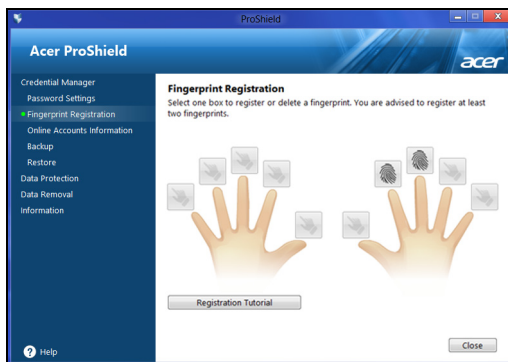 ProShield
Acer ProShield
acer
Credential Manager
Password Settings
Fingerprint Registration
Online Accounts Information
Backup
Restore
Data Protection
Data Removal
Information
Fingerprint Registration
Select one box to register or delete a fingerprint. You are advised to register at least
two fingerprints.
Registration Tutorial
? Help
Close